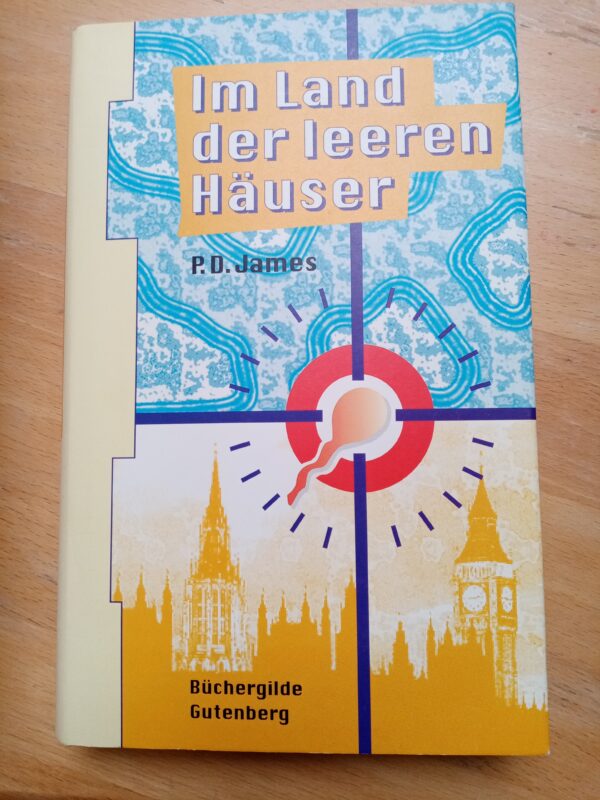 Im Land
der leeren
Häuser
P. D. James
Büchergilde
Gutenberg